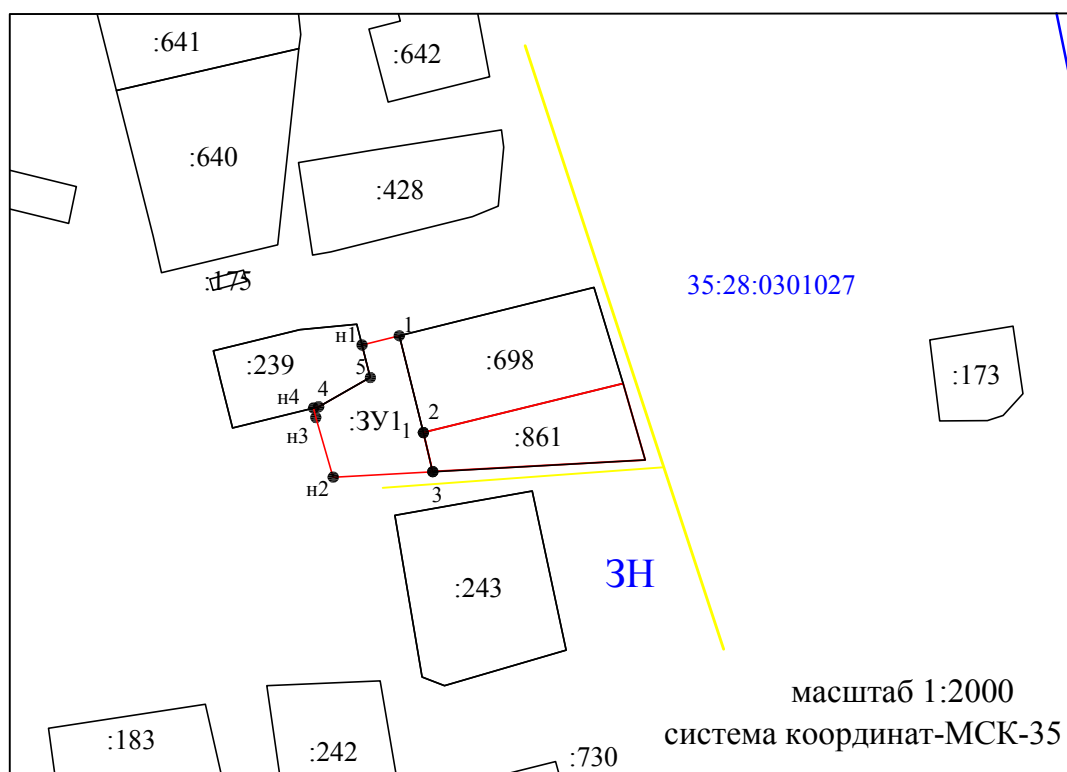 :641
:642
:640
:428
:175
35:28:0301027
н1
1
:239
:698
:173
5
н4
4
:ЗУ1
2
1
:861
н3
н2
3
ЗН
:243
масштаб 1:2000
:183
система координат-МСК-35
:242
:730